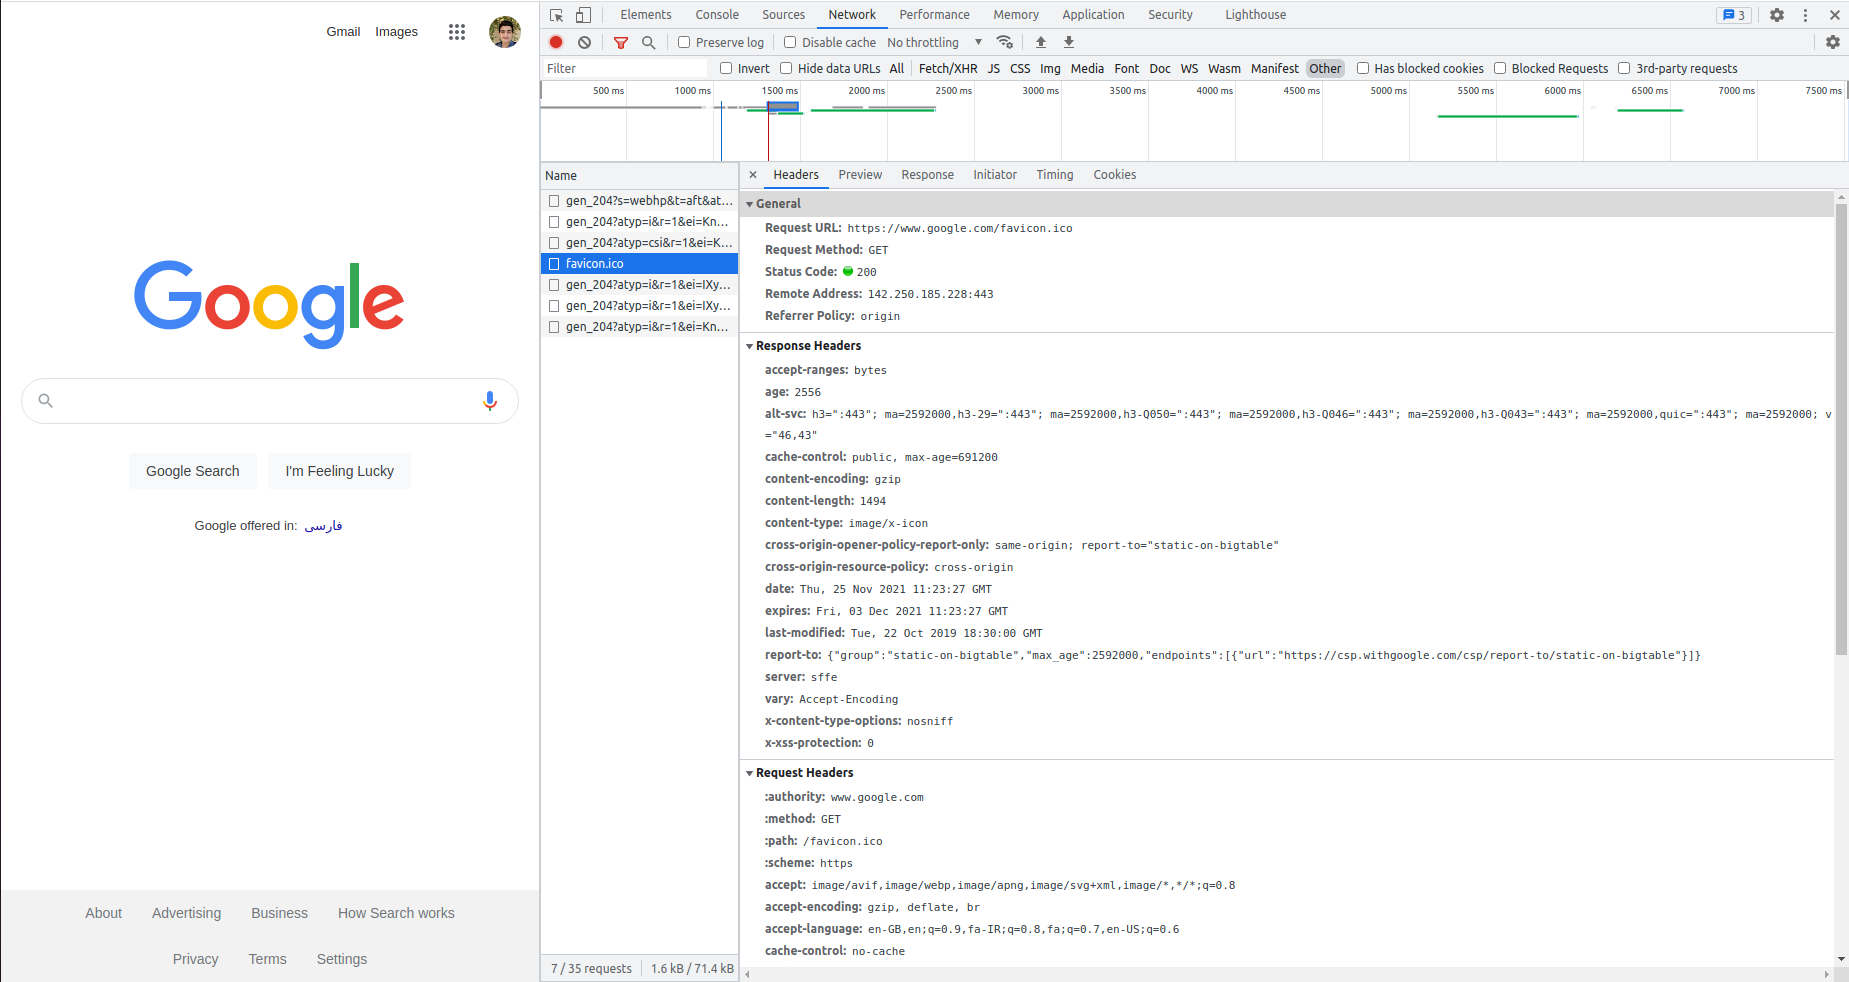 Gmail Images
Google
Google Search I'm Feeling Lucky
Google offered in: فارسی
About Advertising Business How Search works
Privacy Terms Settings
Elements Console Sources Network Performance Memory Application Security Lighthouse 3
Preserve log Disable cache No throttling
Filter Invert Hide data URLs All Fetch/XHR JS CSS Img Media Font Doc WS Wasm Manifest Other Has blocked cookies Blocked Requests 3rd-party requests
500 ms 1000 ms 1500 ms 2000 ms 2500 ms 3000 ms 3500 ms 4000 ms 4500 ms 5000 ms 5500 ms 6000 ms 6500 ms 7000 ms 7500 ms
Name
gen_204?s=webhp&t=aft&at...
gen_204?atyp=i&r=1&ei=Kn...
gen_204?atyp=csi&r=1&ei=K...
favicon.ico
gen_204?atyp=i&r=1&ei=IXy...
gen_204?atyp=i&r=1&ei=IXy...
gen_204?atyp=i&r=1&ei=Kn...
7 / 35 requests 1.6 kB / 71.4 kB
Headers Preview Response Initiator Timing Cookies
General
Request URL: https://www.google.com/favicon.ico
Request Method: GET
Status Code: 200
Remote Address: 142.250.185.228:443
Referrer Policy: origin
Response Headers
accept-ranges: bytes
age: 2556
alt-svc: h3=":443"; ma=2592000,h3-29=":443"; ma=2592000,h3-Q050=":443"; ma=2592000,h3-Q046=":443"; ma=2592000,h3-Q043=":443"; ma=2592000,quic=":443"; ma=2592000; v
="46,43"
cache-control: public, max-age=691200
content-encoding: gzip
content-length: 1494
content-type: image/x-icon
cross-origin-opener-policy-report-only: same-origin; report-to="static-on-bigtable"
cross-origin-resource-policy: cross-origin
date: Thu, 25 Nov 2021 11:23:27 GMT
expires: Fri, 03 Dec 2021 11:23:27 GMT
last-modified: Tue, 22 Oct 2019 18:30:00 GMT
report-to: {"group":"static-on-bigtable","max_age":2592000,"endpoints":[{"url":"https://csp.withgoogle.com/csp/report-to/static-on-bigtable"}]}
server: sffe
vary: Accept-Encoding
x-content-type-options: nosniff
x-xss-protection: 0
Request Headers
:authority: www.google.com
:method: GET
:path: /favicon.ico
:scheme: https
accept: image/avif,image/webp,image/apng,image/svg+xml,image/*,*/*;q=0.8
accept-encoding: gzip, deflate, br
accept-language: en-GB,en;q=0.9,fa-IR;q=0.8,fa;q=0.7,en-US;q=0.6
cache-control: no-cache